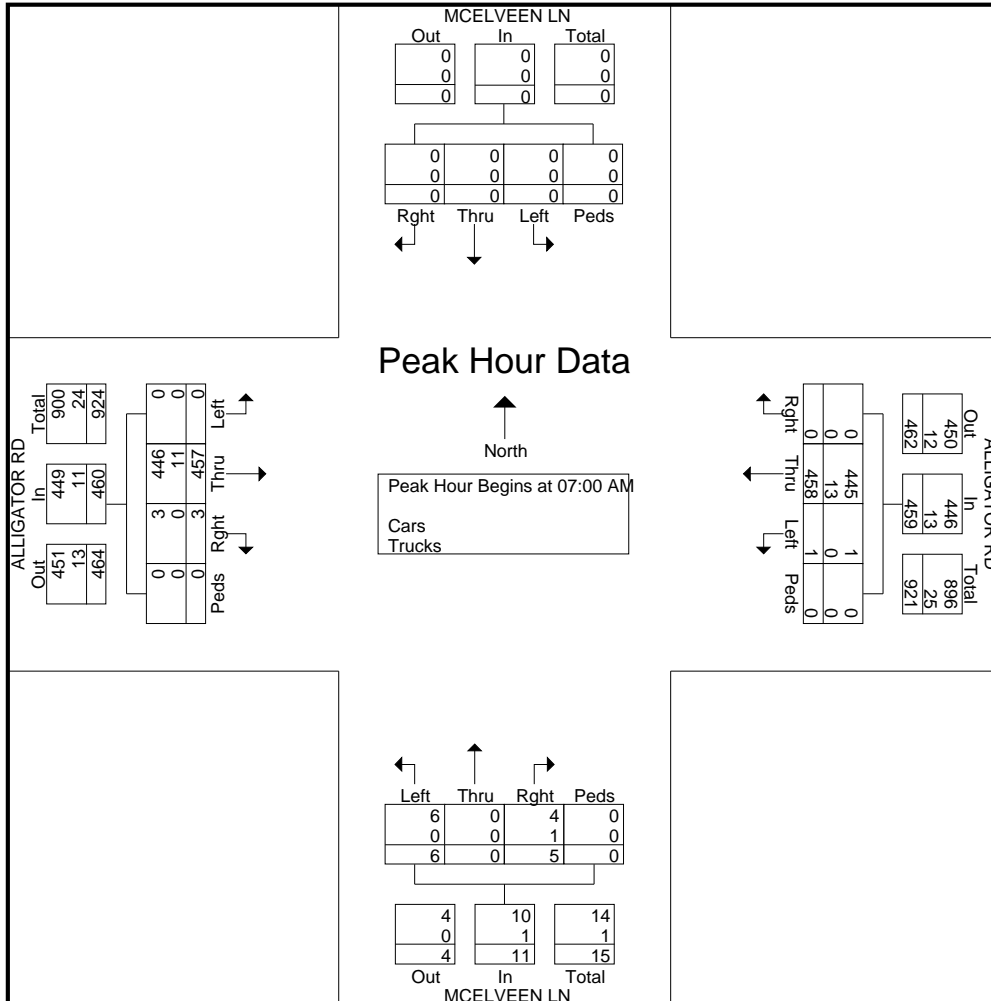 MCELVEEN LN
Out In Total
0 0 0
0 0 0
0 0 0
0 0 0 0
0 0 0 0
0 0 0 0
Rght Thru Left Peds
Peak Hour Data
North
Peak Hour Begins at 07:00 AM
Cars
Trucks
ALLIGATOR RD
Total In Out
900 449 451
24 11 13
924 460 464
0 446 3 0
0 11 0 0
0 457 3 0
Left Thru Rght Peds
ALLIGATOR RD
Out In Total
450 446 896
12 13 25
462 459 921
0 445 1 0
0 13 0 0
0 458 1 0
Rght Thru Left Peds
Left Thru Rght Peds
6 0 4 0
0 0 1 0
6 0 5 0
4 10 14
0 1 1
4 11 15
Out In Total
MCELVEEN LN